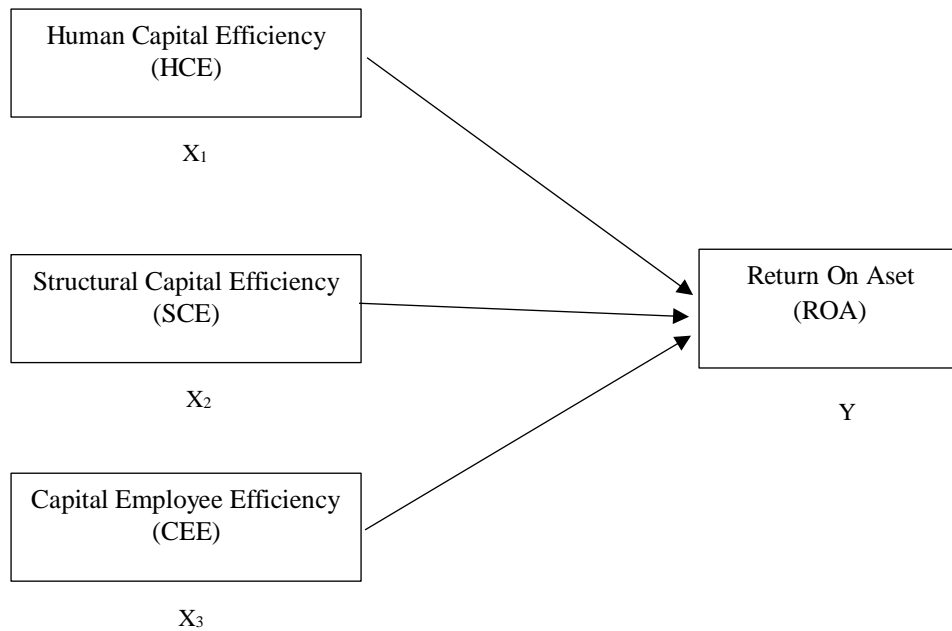 Human Capital Efficiency
(HCE)
X₁
Structural Capital Efficiency
(SCE)
X₂
Return On Aset
(ROA)
Y
Capital Employee Efficiency
(CEE)
X₃